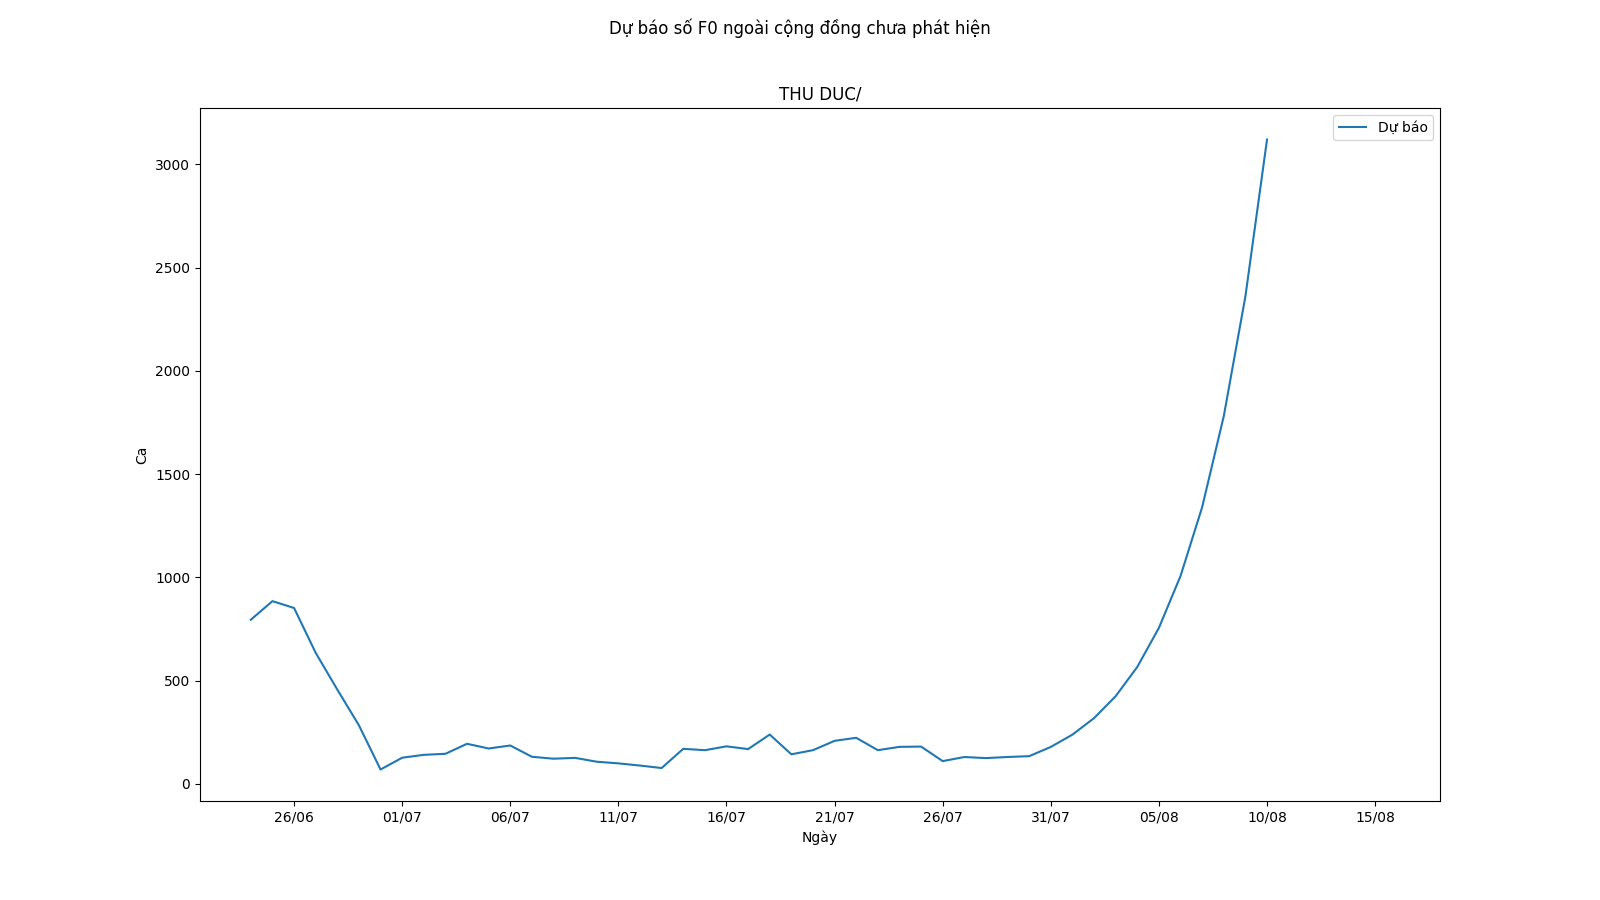 Dự báo số F0 ngoài cộng đồng chưa phát hiện
THU DUC/
Dự báo
3000
2500
2000
1500
1000
500
0
Ca
26/06 01/07 06/07 11/07 16/07 21/07 26/07 31/07 05/08 10/08 15/08
Ngày